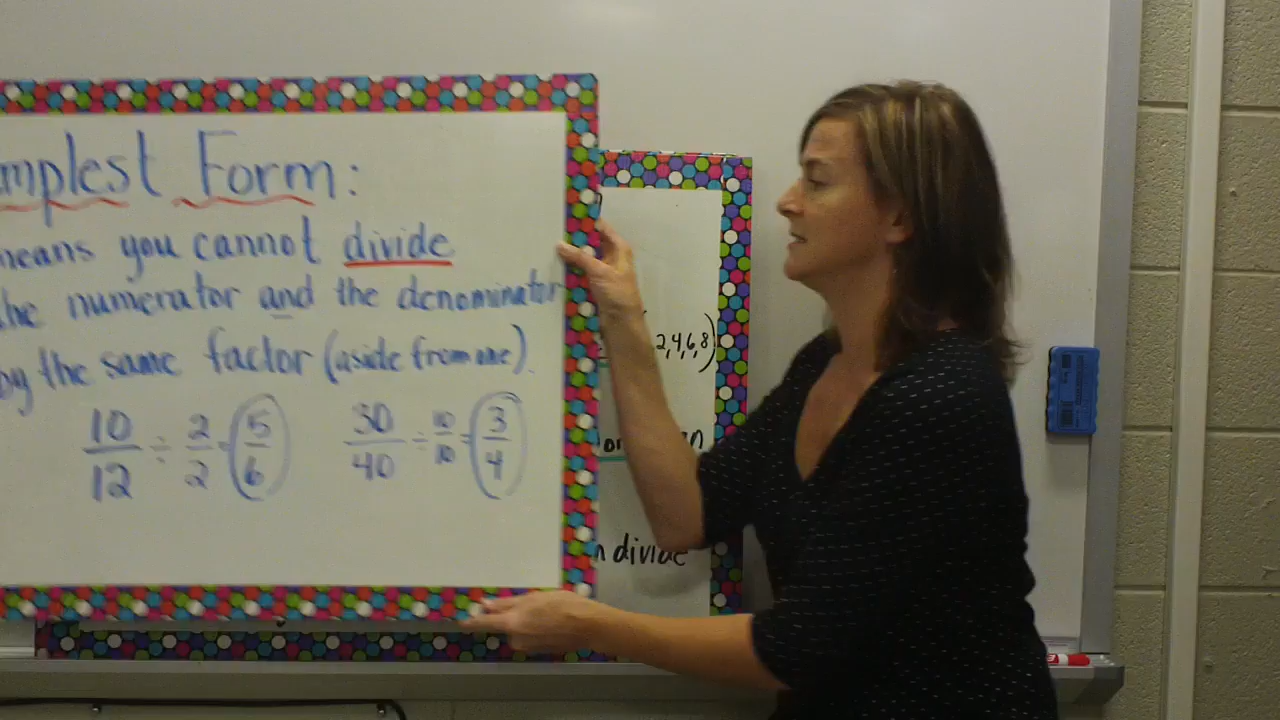 mplest Form:
means you cannot divide
the numerator and the denominator
by the same factor (aside from one).
10/12 ÷ 2/2 = 5/6 30/40 ÷ 10/10 = 3/4
2,4,6,8)
n divide